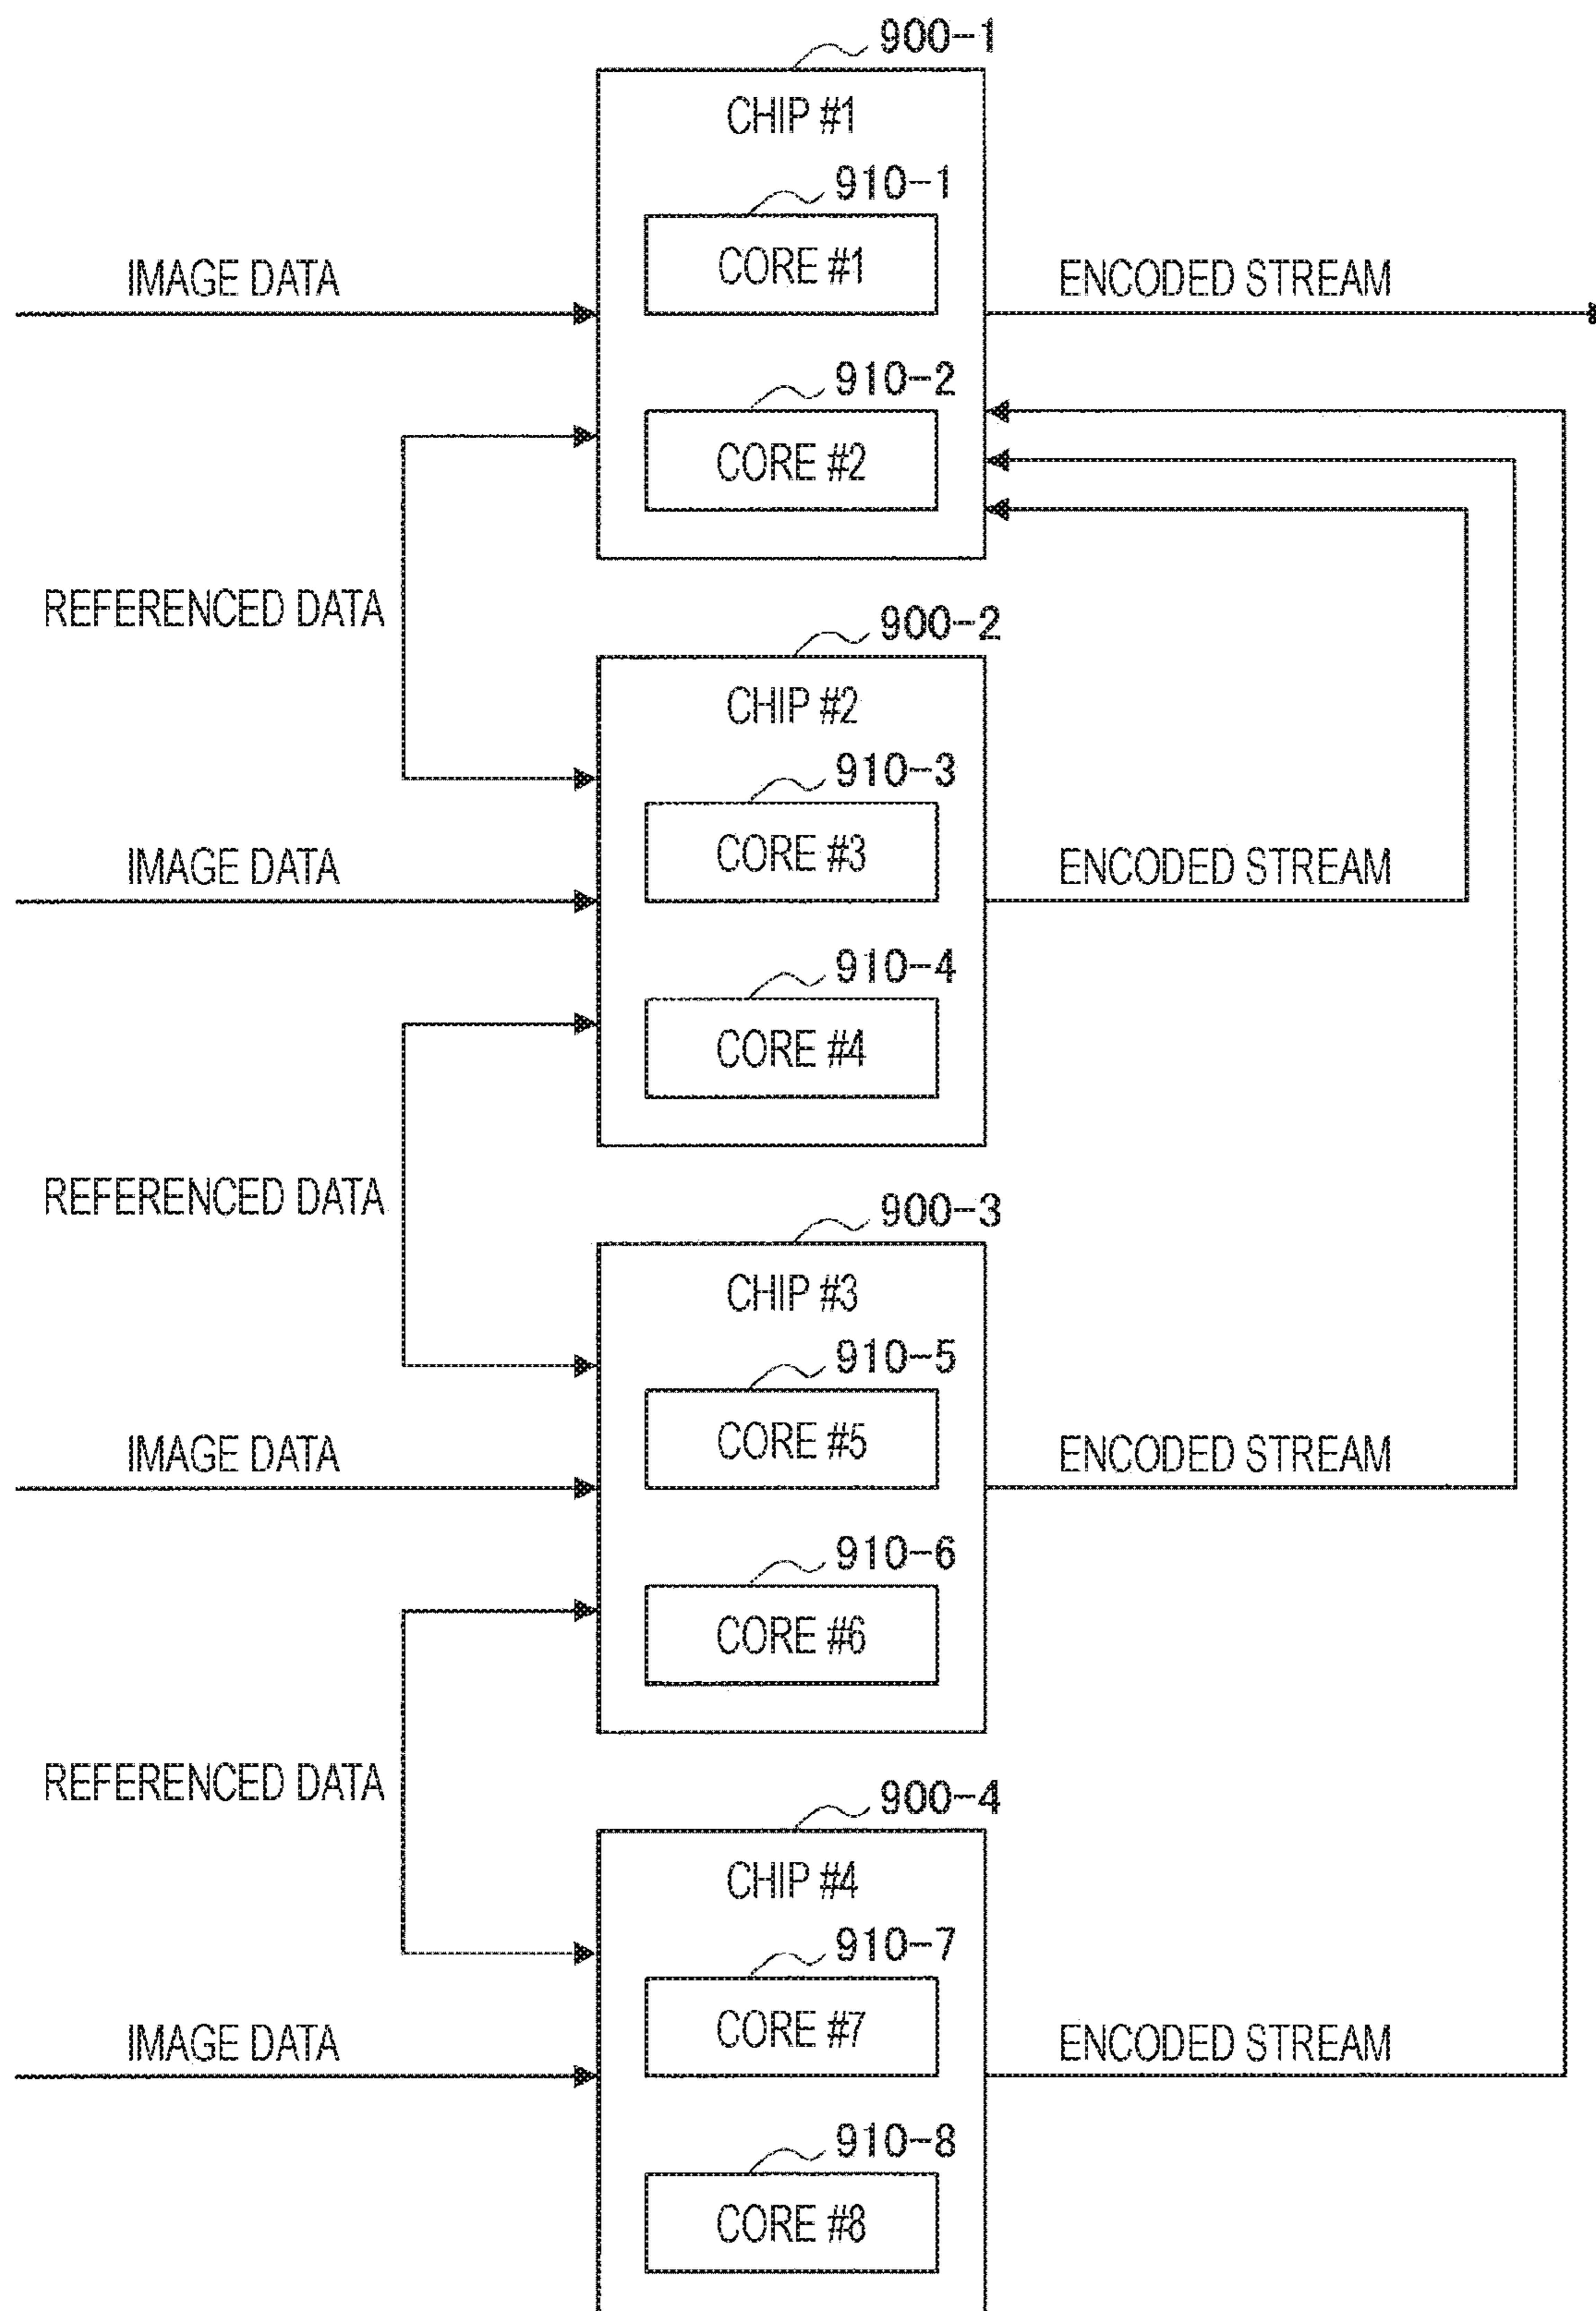 900-1
CHIP #1
910-1
IMAGE DATA
CORE #1
ENCODED STREAM
910-2
CORE #2
REFERENCED DATA
900-2
CHIP #2
910-3
IMAGE DATA
CORE #3
ENCODED STREAM
910-4
CORE #4
REFERENCED DATA
900-3
CHIP #3
910-5
IMAGE DATA
CORE #5
ENCODED STREAM
910-6
CORE #6
REFERENCED DATA
900-4
CHIP #4
910-7
IMAGE DATA
CORE #7
ENCODED STREAM
910-8
CORE #8